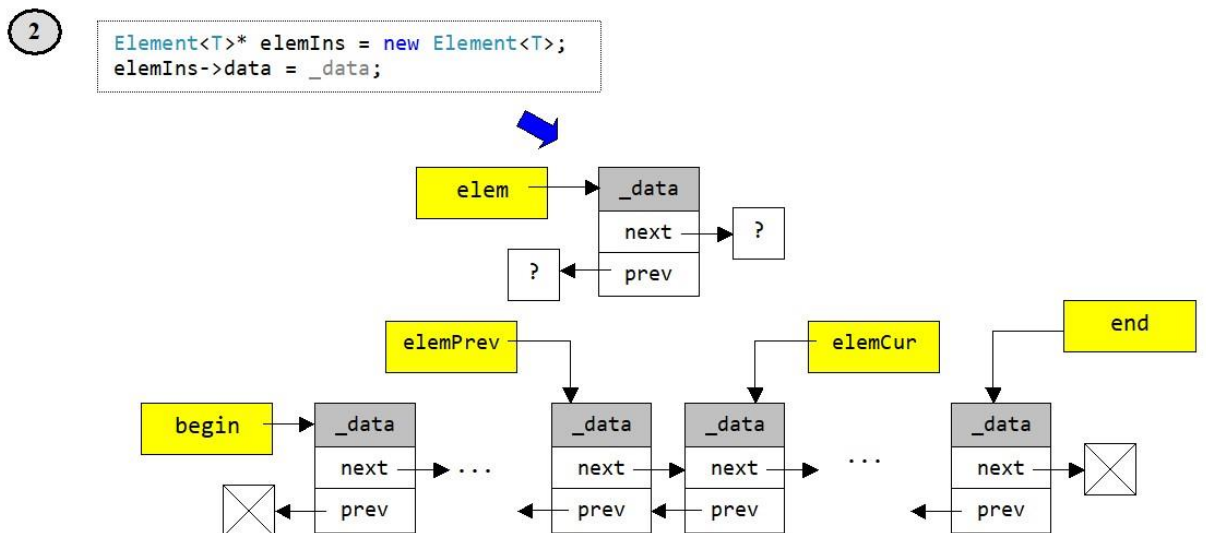 2
Element<T>* elemIns = new Element<T>;
elemIns->data = _data;
elem
_data
next
?
?
prev
elemPrev
elemCur
end
begin
_data
_data
_data
_data
next
...
next
next
...
next
prev
prev
prev
prev